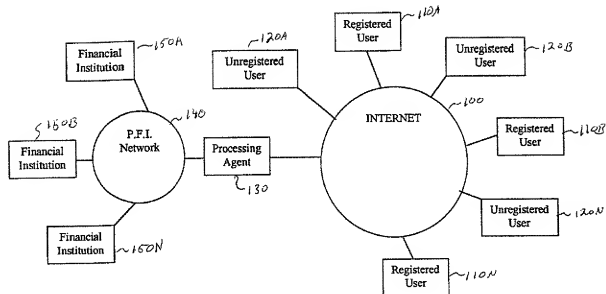 Registered
User
110A
Financial
Institution
150A
Unregistered
User
120A
Unregistered
User
120B
100
INTERNET
140
P.F.I.
Network
150B
Financial
Institution
Processing
Agent
130
Registered
User
110B
Unregistered
User
120N
Financial
Institution
150N
Registered
User
110N